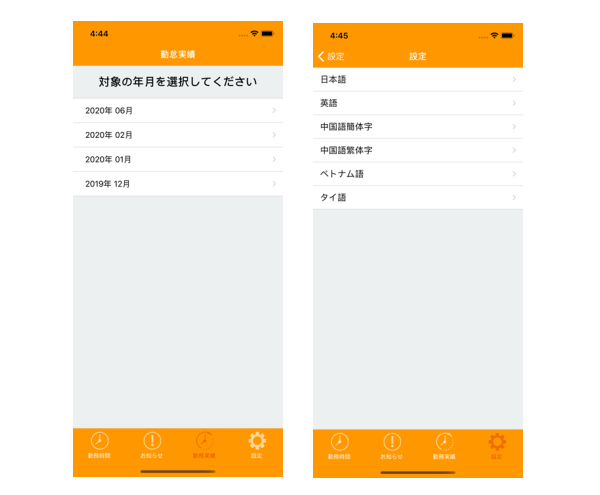 4:44
勤怠実績
対象の年月を選択してください
2020年 06月
2020年 02月
2020年 01月
2019年 12月
勤務時間
お知らせ
勤務実績
設定
4:45
設定
設定
日本語
英語
中国語簡体字
中国語繁体字
ベトナム語
タイ語
勤務時間
お知らせ
勤務実績
設定